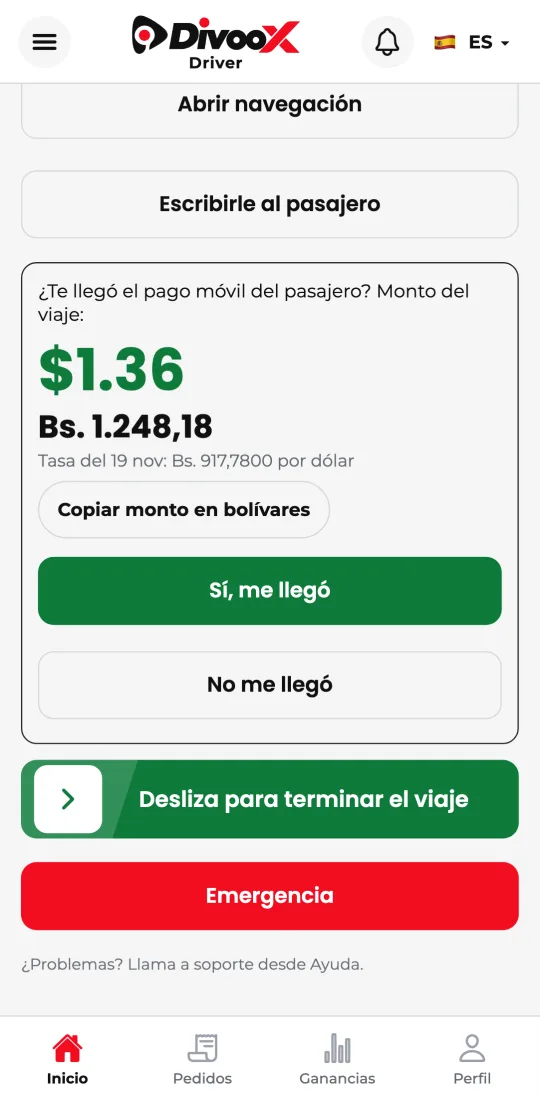 DivooX
Driver
ES
Abrir navegación
Escribirle al pasajero
¿Te llegó el pago móvil del pasajero? Monto del
viaje:
$1.36
Bs. 1.248,18
Tasa del 19 nov: Bs. 917,7800 por dólar
Copiar monto en bolívares
Sí, me llegó
No me llegó
Desliza para terminar el viaje
Emergencia
¿Problemas? Llama a soporte desde Ayuda.
Inicio
Pedidos
Ganancias
Perfil